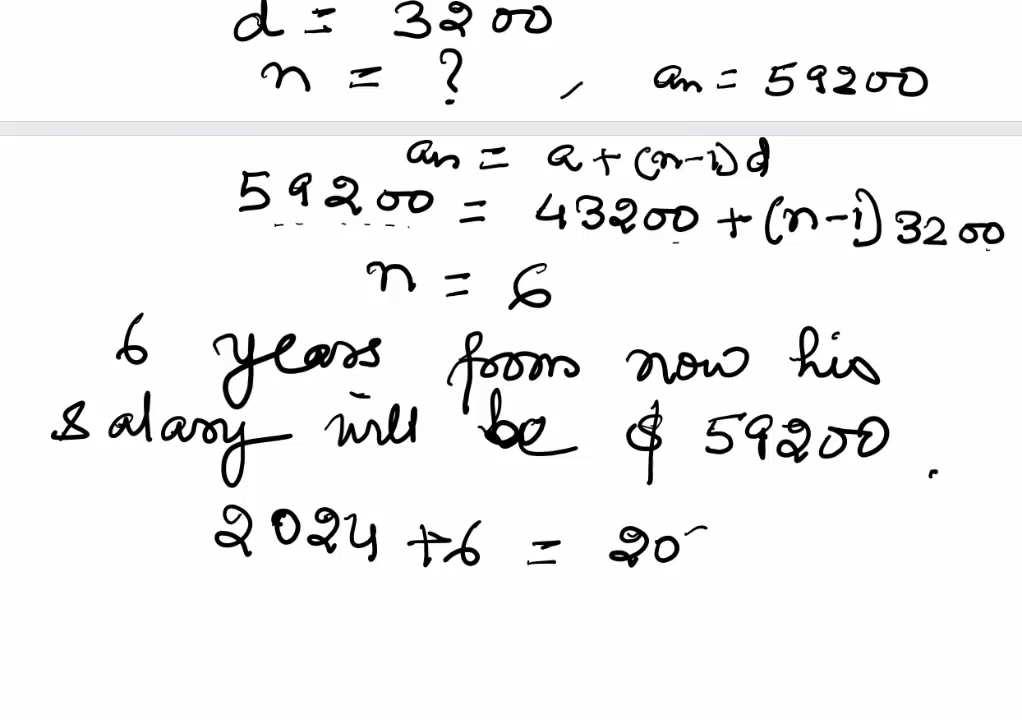 d = 3200
n = ? , an = 59200
an = a + (n-1)d
59200 = 43200 + (n-1) 3200
n = 6
6 years from now his
salary will be $ 59200 .
2024 + 6 = 20